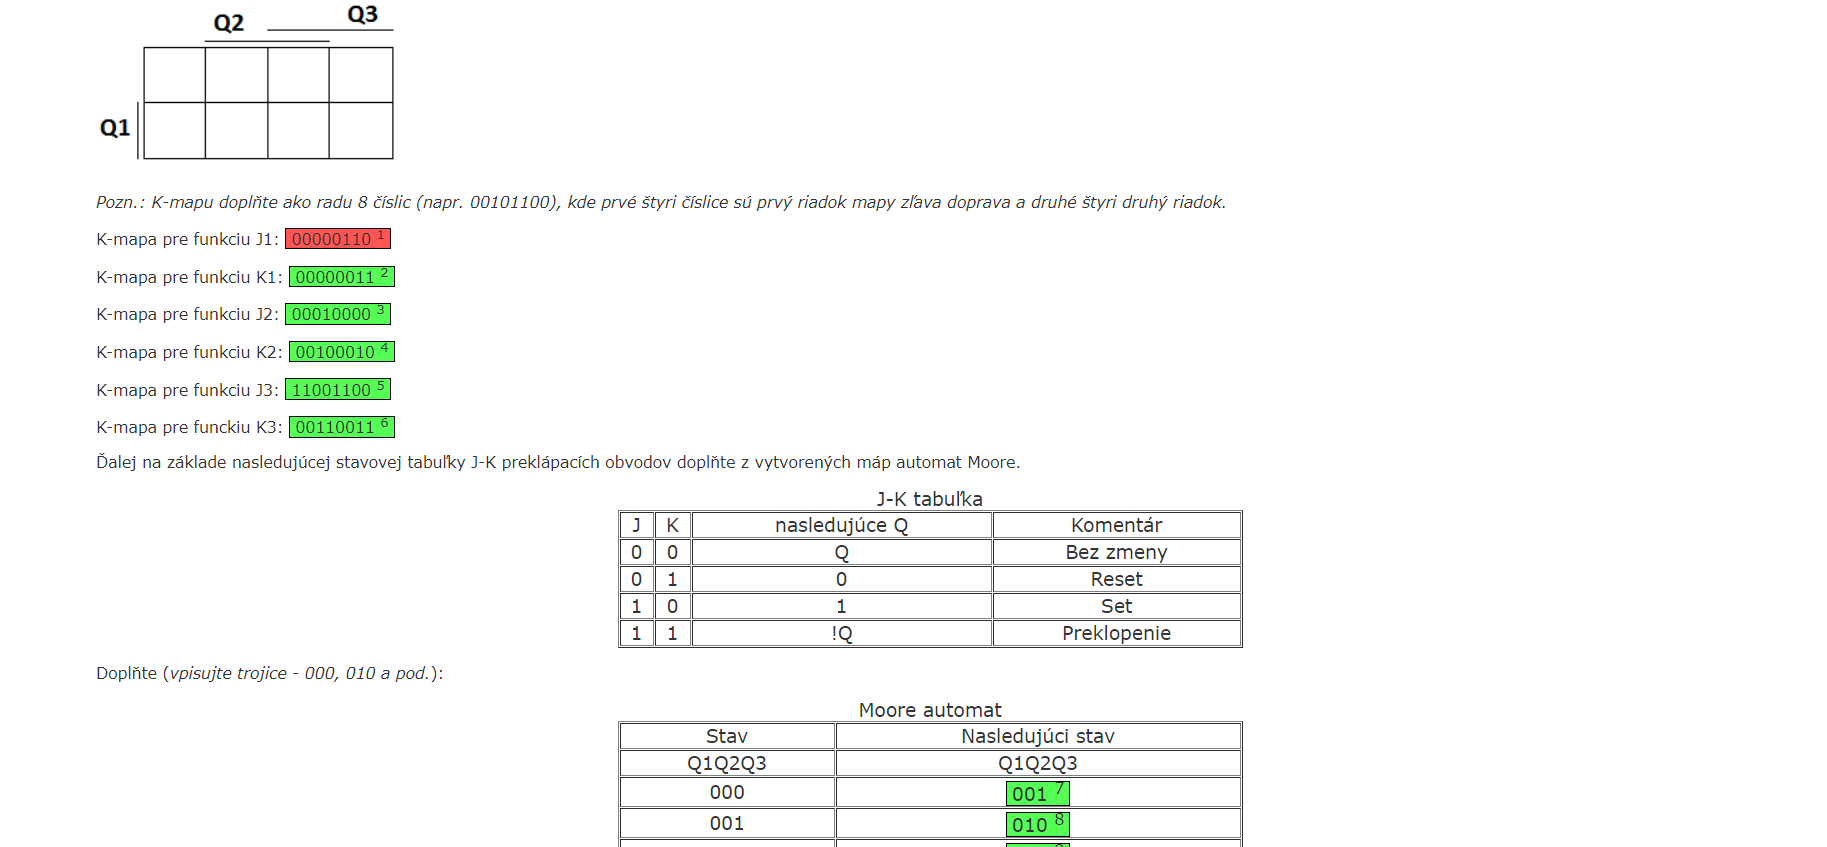 Q3
Q2
Q1
Pozn.: K-mapu doplňte ako radu 8 číslic (napr. 00101100), kde prvé štyri číslice sú prvý riadok mapy zľava doprava a druhé štyri druhý riadok.
K-mapa pre funkciu J1: 00000110 1
K-mapa pre funkciu K1: 00000011 2
K-mapa pre funkciu J2: 00010000 3
K-mapa pre funkciu K2: 00100010 4
K-mapa pre funkciu J3: 11001100 5
K-mapa pre funckiu K3: 00110011 6
Ďalej na základe nasledujúcej stavovej tabuľky J-K preklápacích obvodov doplňte z vytvorených máp automat Moore.
J-K tabuľka
J K nasledujúce Q Komentár
0 0 Q Bez zmeny
0 1 0 Reset
1 0 1 Set
1 1 !Q Preklopenie
Doplňte (vpisujte trojice - 000, 010 a pod.):
Moore automat
Stav Nasledujúci stav
Q1Q2Q3 Q1Q2Q3
000 001 7
001 010 8